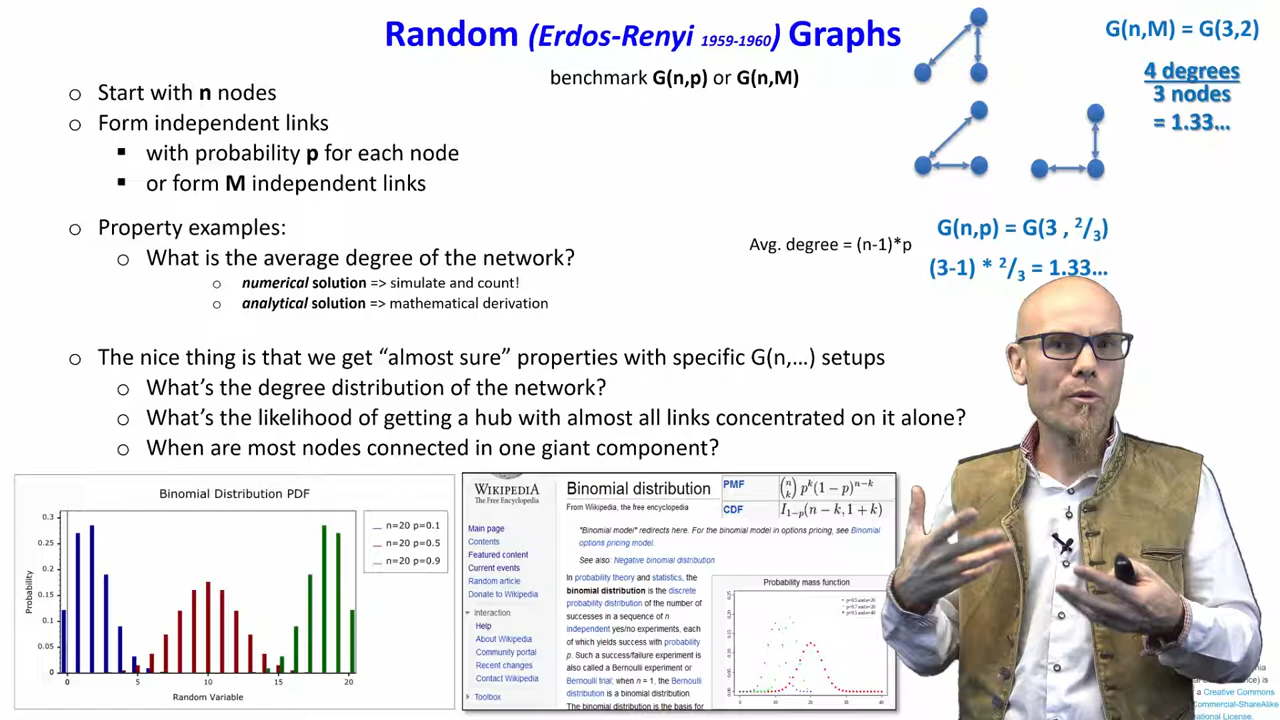 Random (Erdos-Renyi 1959-1960) Graphs
benchmark G(n,p) or G(n,M)
G(n,M) = G(3,2)
4 degrees
3 nodes
= 1.33…
o Start with n nodes
o Form independent links
▪ with probability p for each node
▪ or form M independent links
o Property examples:
o What is the average degree of the network?
o numerical solution => simulate and count!
o analytical solution => mathematical derivation
Avg. degree = (n-1)*p
G(n,p) = G(3 , 2/3)
(3-1) * 2/3 = 1.33…
o The nice thing is that we get “almost sure” properties with specific G(n,…) setups
o What’s the degree distribution of the network?
o What’s the likelihood of getting a hub with almost all links concentrated on it alone?
o When are most nodes connected in one giant component?
Binomial Distribution PDF
Probability
0.3
0.25
0.2
0.15
0.1
0.05
0
0 5 10 15 20
Random Variable
n=20 p=0.1
n=20 p=0.5
n=20 p=0.9
WIKIPEDIA
The Free Encyclopedia
Main page
Contents
Featured content
Current events
Random article
Donate to Wikipedia
Interaction
Help
About Wikipedia
Community portal
Recent changes
Contact Wikipedia
Toolbox
Binomial distribution
From Wikipedia, the free encyclopedia
PMF (n k) p^k(1 − p)^{n−k}
CDF I_{1−p}(n − k, 1 + k)
"Binomial model" redirects here. For the binomial model in options pricing, see Binomial
options pricing model.
See also: Negative binomial distribution
In probability theory and statistics, the
binomial distribution is the discrete
probability distribution of the number of
successes in a sequence of n
independent yes/no experiments, each
of which yields success with probability
p. Such a success/failure experiment is
also called a Bernoulli experiment or
Bernoulli trial; when n = 1, the Bernoulli
distribution is a binomial distribution
The binomial distribution is the basis for
Probability mass function
a Creative Commons
Commercial-ShareAlike
national License.